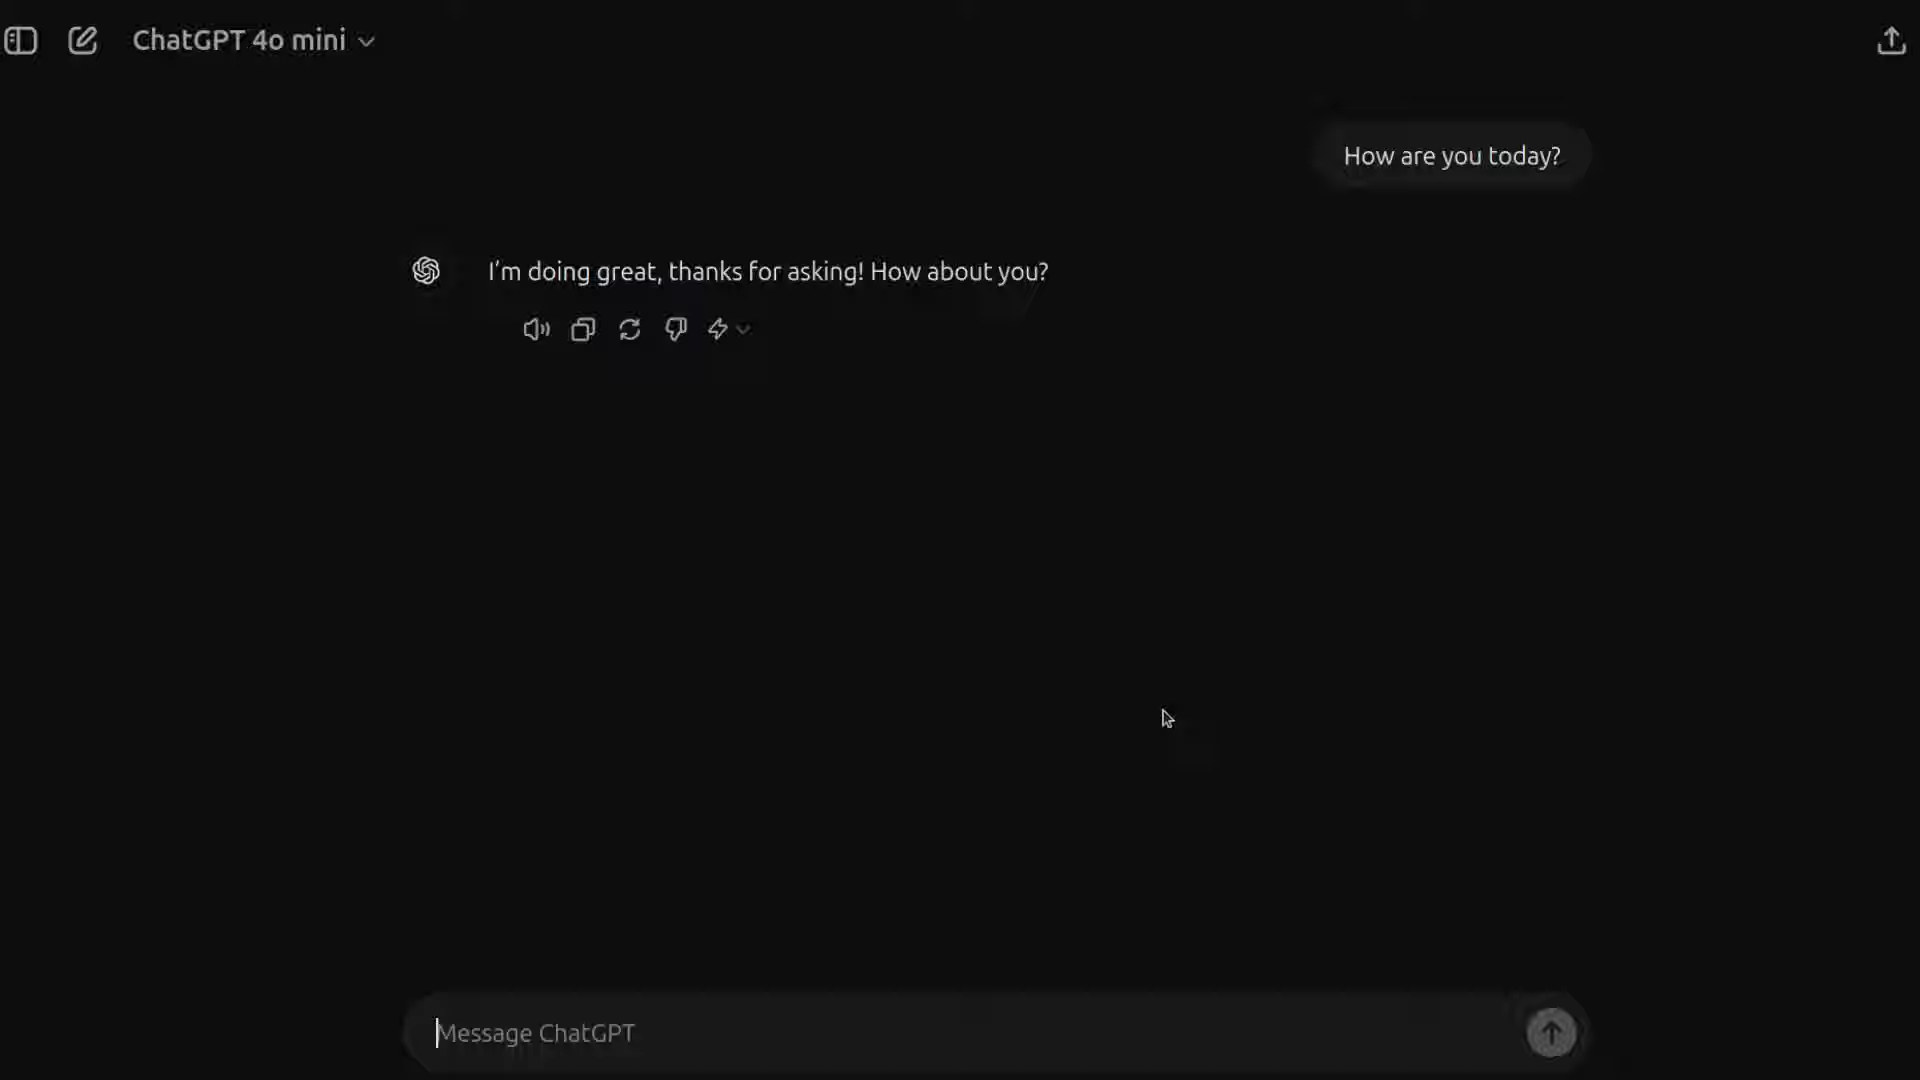 ChatGPT 4o mini
How are you today?
I’m doing great, thanks for asking! How about you?
Message ChatGPT